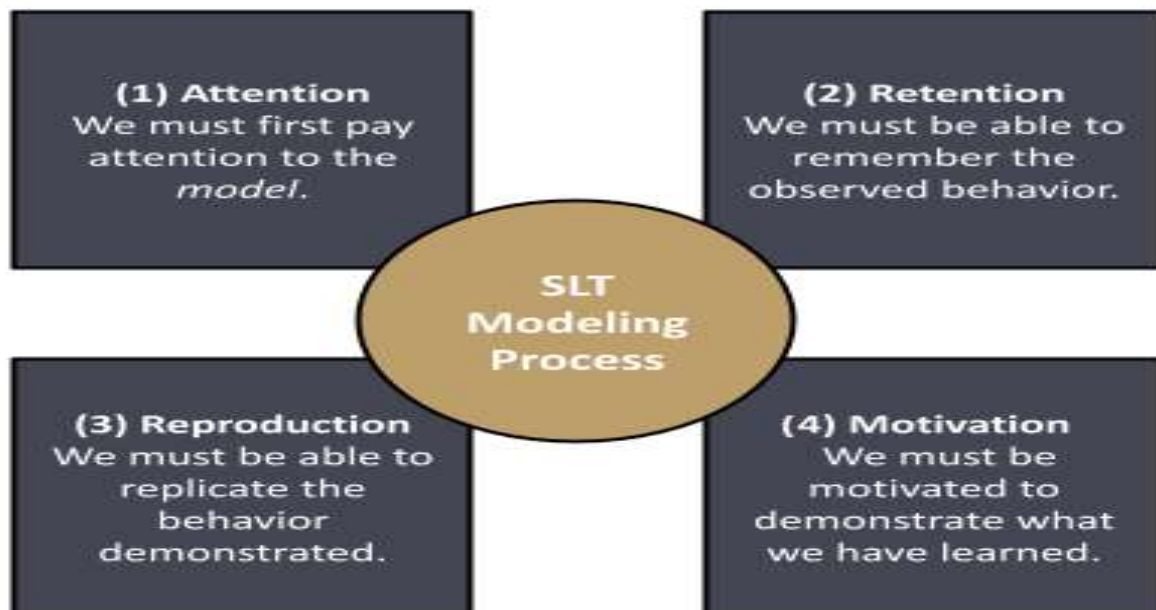 (1) Attention
We must first pay
attention to the
model.
(2) Retention
We must be able to
remember the
observed behavior.
SLT
Modeling
Process
(3) Reproduction
We must be able to
replicate the
behavior
demonstrated.
(4) Motivation
We must be
motivated to
demonstrate what
we have learned.